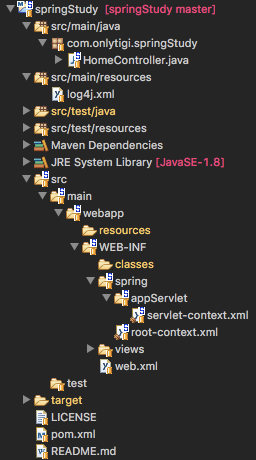 springStudy [springStudy master]
src/main/java
com.onlytigi.springStudy
HomeController.java
src/main/resources
log4j.xml
src/test/java
src/test/resources
Maven Dependencies
JRE System Library [JavaSE-1.8]
src
main
webapp
resources
WEB-INF
classes
spring
appServlet
servlet-context.xml
root-context.xml
views
web.xml
test
target
LICENSE
pom.xml
README.md